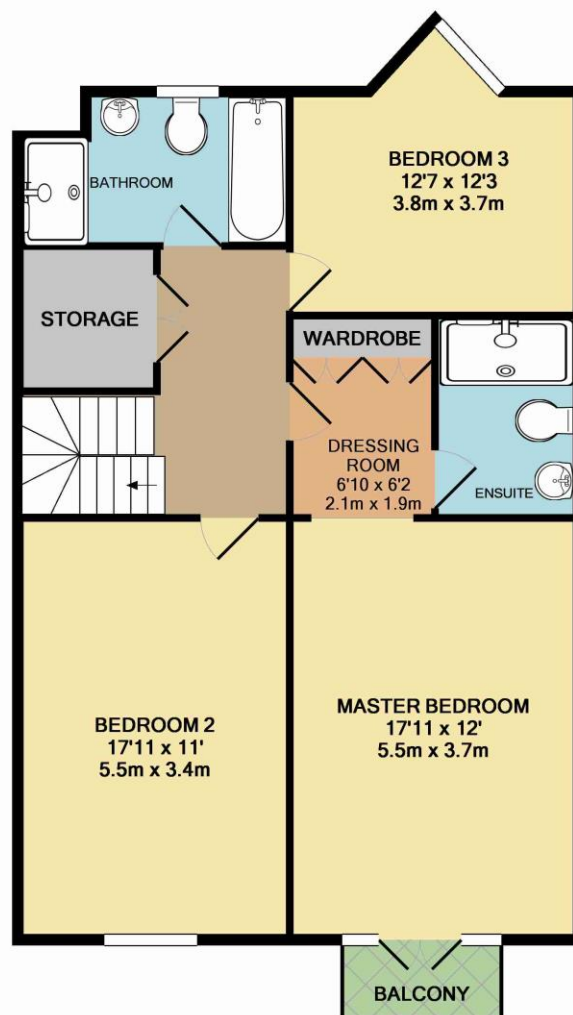 BEDROOM 3
12'7 x 12'3
3.8m x 3.7m
BATHROOM
STORAGE
WARDROBE
DRESSING
ROOM
6'10 x 6'2
2.1m x 1.9m
ENSUITE
BEDROOM 2
17'11 x 11'
5.5m x 3.4m
MASTER BEDROOM
17'11 x 12'
5.5m x 3.7m
BALCONY